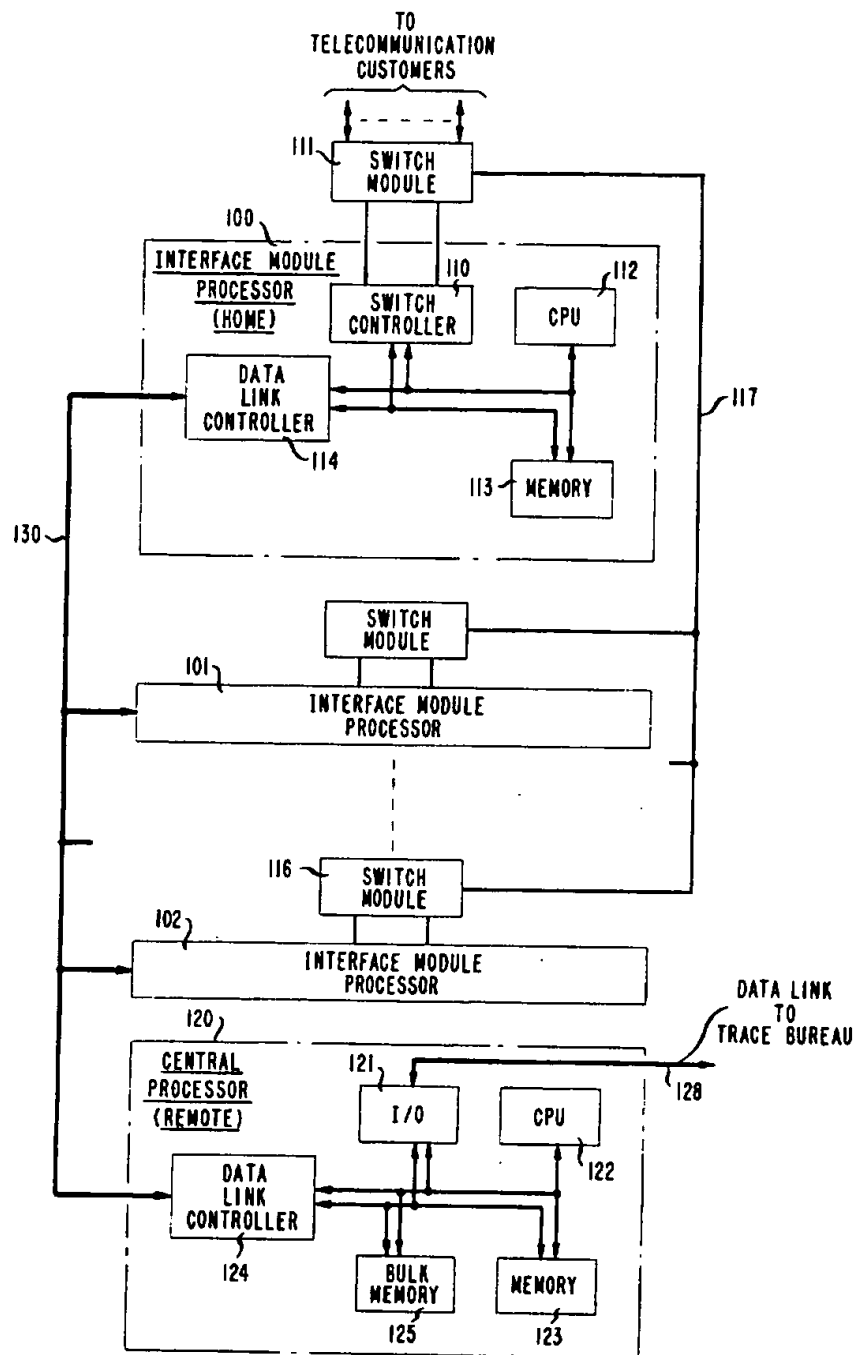 TO
TELECOMMUNICATION
CUSTOMERS
111
SWITCH
MODULE
100
INTERFACE MODULE
PROCESSOR
(HOME)
110
SWITCH
CONTROLLER
112
CPU
DATA
LINK
CONTROLLER
114
117
113
MEMORY
130
SWITCH
MODULE
101
INTERFACE MODULE
PROCESSOR
116
SWITCH
MODULE
102
INTERFACE MODULE
PROCESSOR
DATA LINK
TO
TRACE BUREAU
128
120
CENTRAL
PROCESSOR
(REMOTE)
121
I/O
CPU
122
DATA
LINK
CONTROLLER
124
BULK
MEMORY
125
MEMORY
123